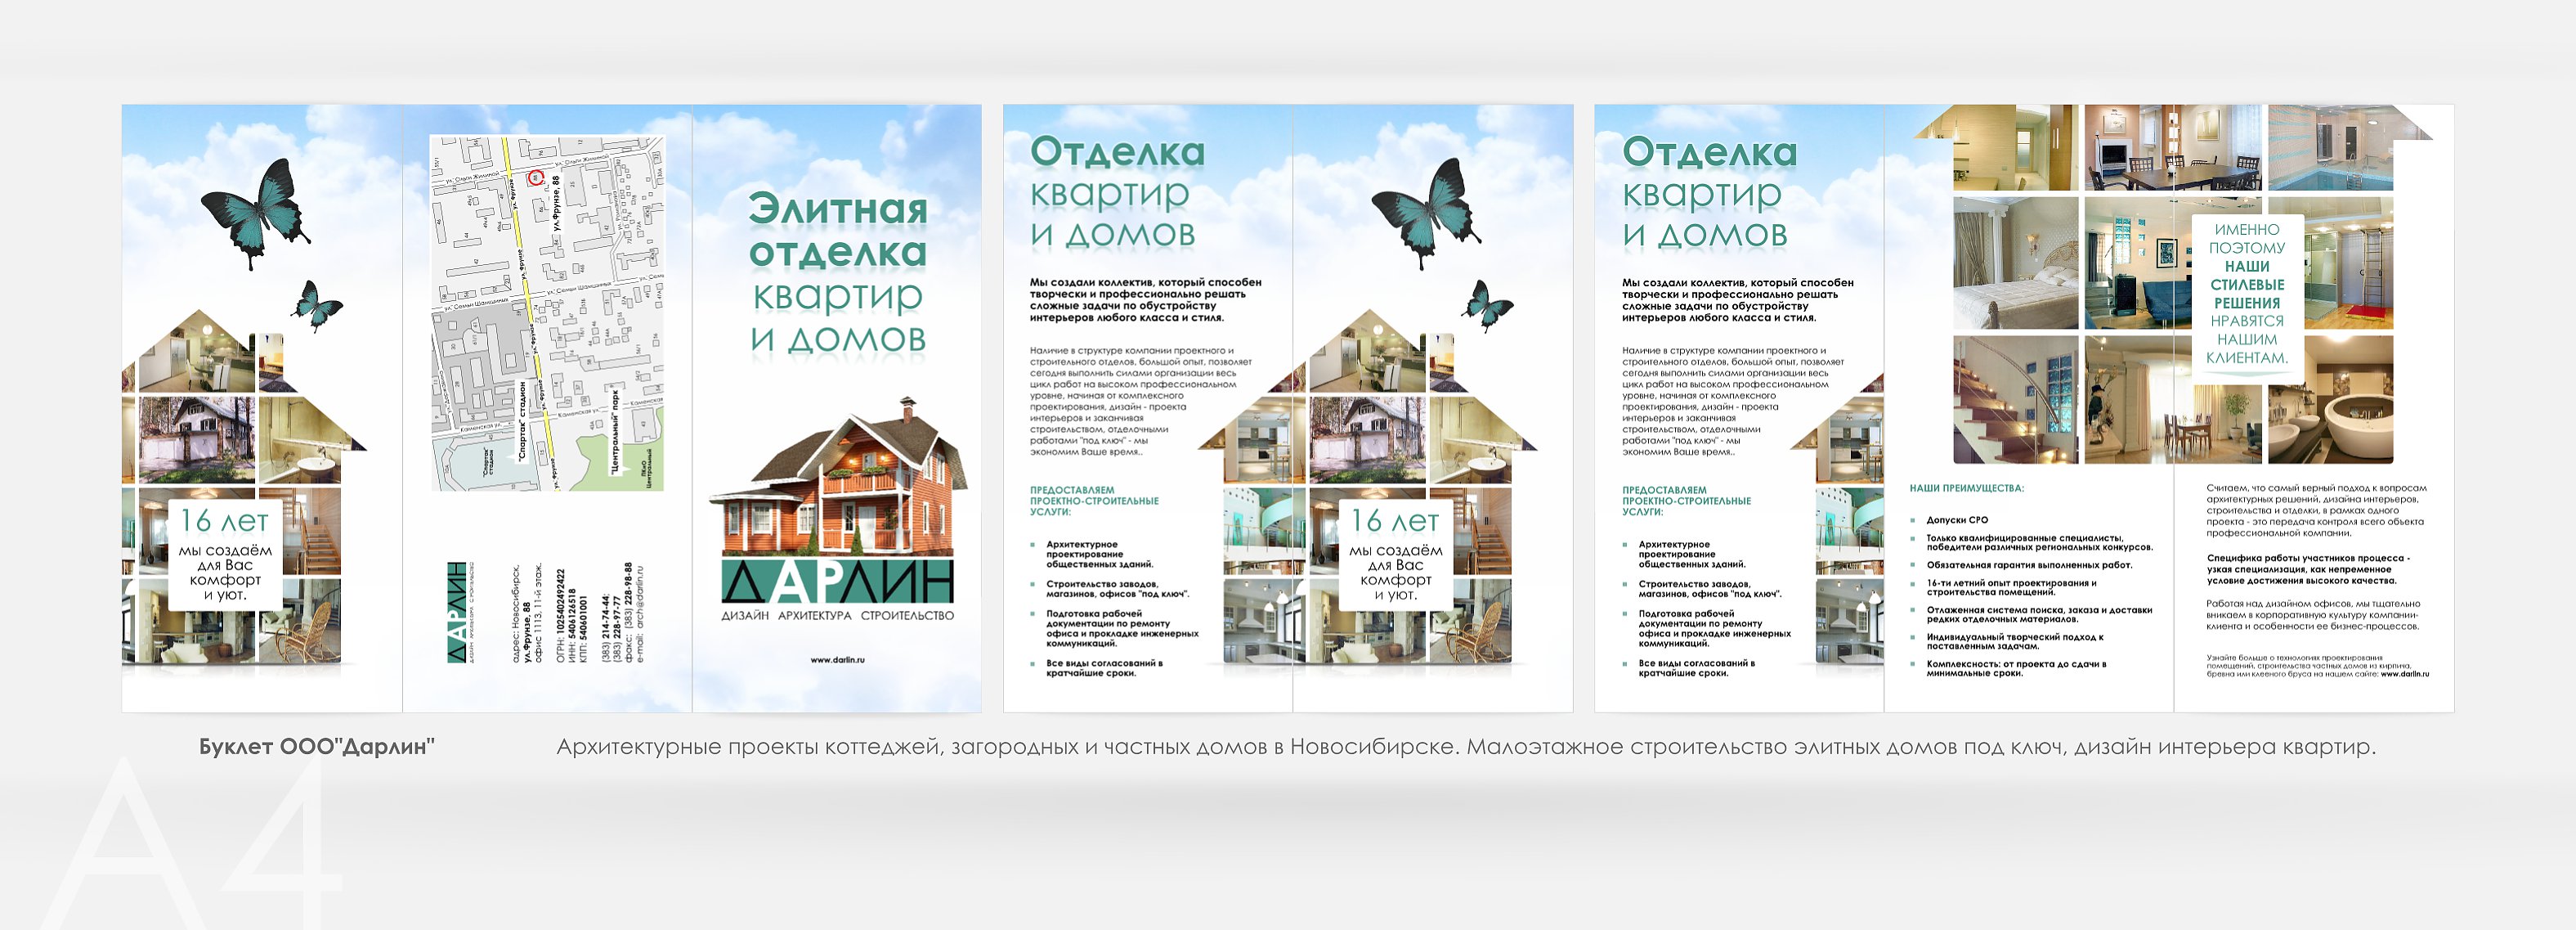 16 лет
мы создаём
для Вас
комфорт
и уют.
ул. Фрунзе, 88
ул. Ольги Жилиной
ул. Фрунзе
ул. Семьи Шамшиных
"Спартак" стадион
"Центральный" парк
Каменская ул.
ДАРЛИН
адрес: Новосибирск,
ул.Фрунзе, 88
офис 1113, 11-й этаж.
ОГРН: 1025402492422
ИНН: 5406126518
КПП: 540601001
(383) 214-74-44;
(383) 228-97-77
факс: (383) 228-98-88
e-mail: arch@darlin.ru
Элитная
отделка
квартир
и домов
ДАРЛИН
ДИЗАЙН АРХИТЕКТУРА СТРОИТЕЛЬСТВО
www.darlin.ru
Отделка
квартир
и домов
Мы создали коллектив, который способен
творчески и профессионально решать
сложные задачи по обустройству
интерьеров любого класса и стиля.
Наличие в структуре компании проектного и
строительного отделов, большой опыт, позволяет
сегодня выполнить силами организации весь
цикл работ на высоком профессиональном
уровне, начиная от комплексного
проектирования, дизайн - проекта
интерьеров и заканчивая
строительством, отделочными
работами "под ключ" - мы
экономим Ваше время..
ПРЕДОСТАВЛЯЕМ
ПРОЕКТНО-СТРОИТЕЛЬНЫЕ
УСЛУГИ:
Архитектурное
проектирование
общественных зданий.
Строительство заводов,
магазинов, офисов "под ключ".
Подготовка рабочей
документации по ремонту
офиса и прокладке инженерных
коммуникаций.
Все виды согласований в
кратчайшие сроки.
16 лет
мы создаём
для Вас
комфорт
и уют.
Отделка
квартир
и домов
Мы создали коллектив, который способен
творчески и профессионально решать
сложные задачи по обустройству
интерьеров любого класса и стиля.
Наличие в структуре компании проектного и
строительного отделов, большой опыт, позволяет
сегодня выполнить силами организации весь
цикл работ на высоком профессиональном
уровне, начиная от комплексного
проектирования, дизайн - проекта
интерьеров и заканчивая
строительством, отделочными
работами "под ключ" - мы
экономим Ваше время..
ПРЕДОСТАВЛЯЕМ
ПРОЕКТНО-СТРОИТЕЛЬНЫЕ
УСЛУГИ:
Архитектурное
проектирование
общественных зданий.
Строительство заводов,
магазинов, офисов "под ключ".
Подготовка рабочей
документации по ремонту
офиса и прокладке инженерных
коммуникаций.
Все виды согласований в
кратчайшие сроки.
ИМЕННО
ПОЭТОМУ
НАШИ
СТИЛЕВЫЕ
РЕШЕНИЯ
НРАВЯТСЯ
НАШИМ
КЛИЕНТАМ.
НАШИ ПРЕИМУЩЕСТВА:
Допуски СРО
Только квалифицированные специалисты,
победители различных региональных конкурсов.
Обязательная гарантия выполненных работ.
16-ти летний опыт проектирования и
строительства помещений.
Отлаженная система поиска, заказа и доставки
редких отделочных материалов.
Индивидуальный творческий подход к
поставленным задачам.
Комплексность: от проекта до сдачи в
минимальные сроки.
Считаем, что самый верный подход к вопросам
архитектурных решений, дизайна интерьеров,
строительства и отделки, в рамках одного
проекта - это передача контроля всего объекта
профессиональной компании.
Специфика работы участников процесса -
узкая специализация, как непременное
условие достижения высокого качества.
Работая над дизайном офисов, мы тщательно
вникаем в корпоративную культуру компании-
клиента и особенности ее бизнес-процессов.
Узнайте больше о технологиях проектирования
помещений, строительства частных домов из кирпича,
бревна или клееного бруса на нашем сайте: www.darlin.ru
Буклет ООО"Дарлин"
Архитектурные проекты коттеджей, загородных и частных домов в Новосибирске. Малоэтажное строительство элитных домов под ключ, дизайн интерьера квартир.
A4